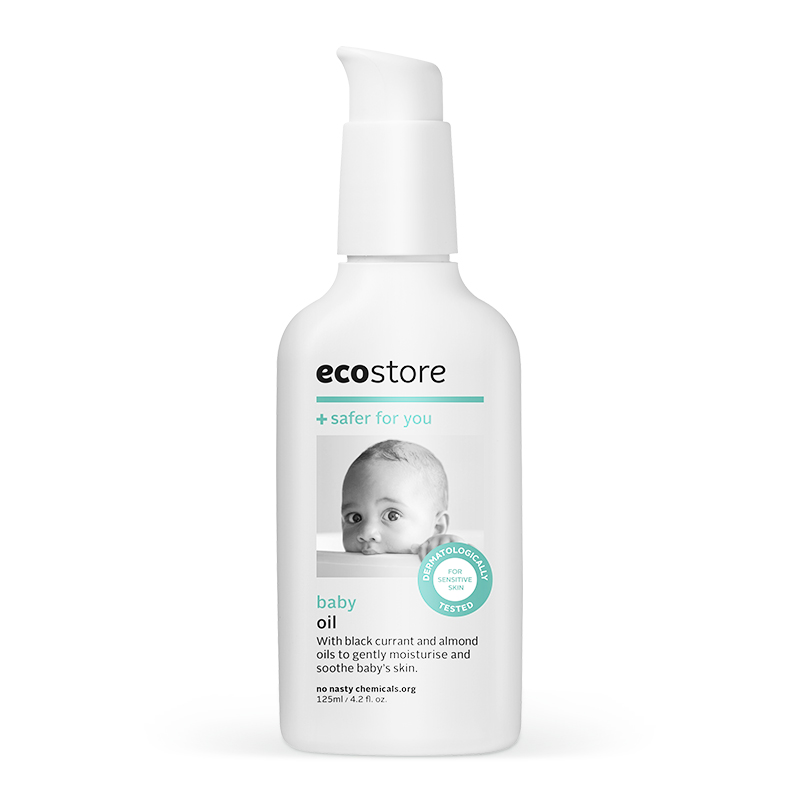 ecostore
+ safer for you
DERMATOLOGICALLY
FOR
SENSITIVE
SKIN
TESTED
baby
oil
With black currant and almond
oils to gently moisturise and
soothe baby's skin.
no nasty chemicals.org
125ml / 4.2 fl. oz.